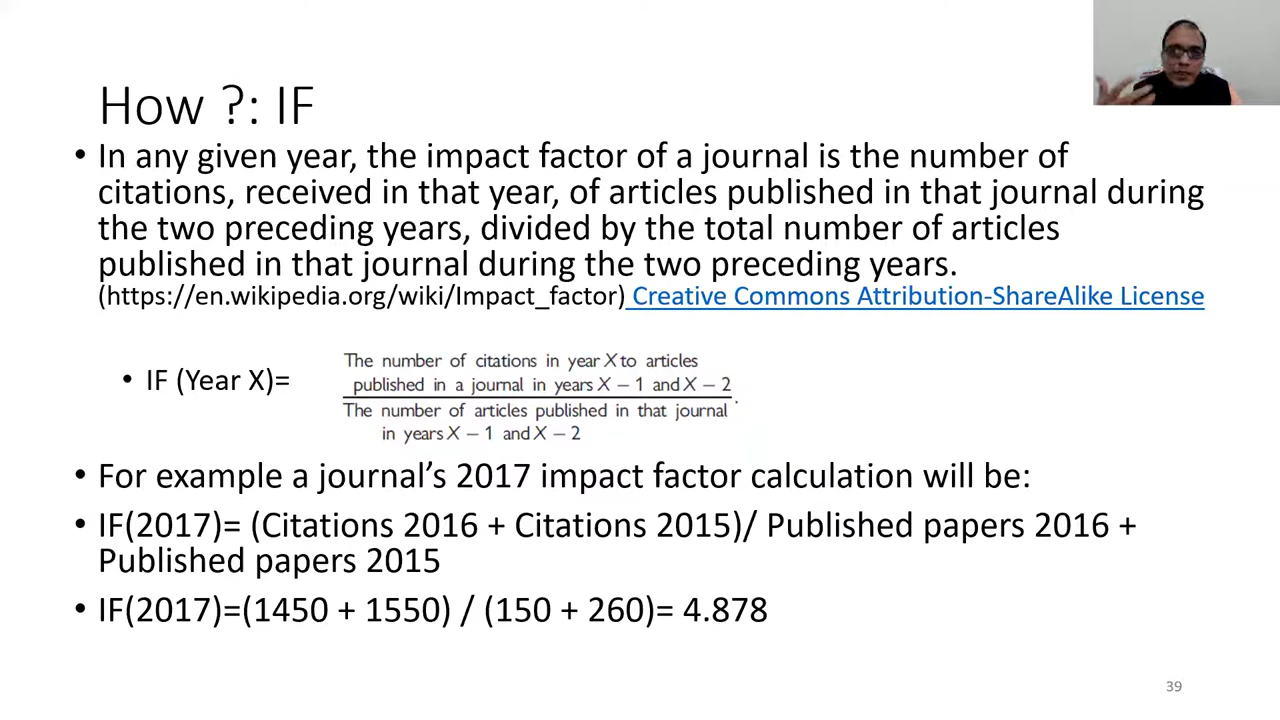 How ?: IF
• In any given year, the impact factor of a journal is the number of
citations, received in that year, of articles published in that journal during
the two preceding years, divided by the total number of articles
published in that journal during the two preceding years.
(https://en.wikipedia.org/wiki/Impact_factor) Creative Commons Attribution-ShareAlike License
• IF (Year X)=
The number of citations in year X to articles
published in a journal in years X − 1 and X − 2
The number of articles published in that journal
in years X − 1 and X − 2
.
• For example a journal’s 2017 impact factor calculation will be:
• IF(2017)= (Citations 2016 + Citations 2015)/ Published papers 2016 +
Published papers 2015
• IF(2017)=(1450 + 1550) / (150 + 260)= 4.878
39